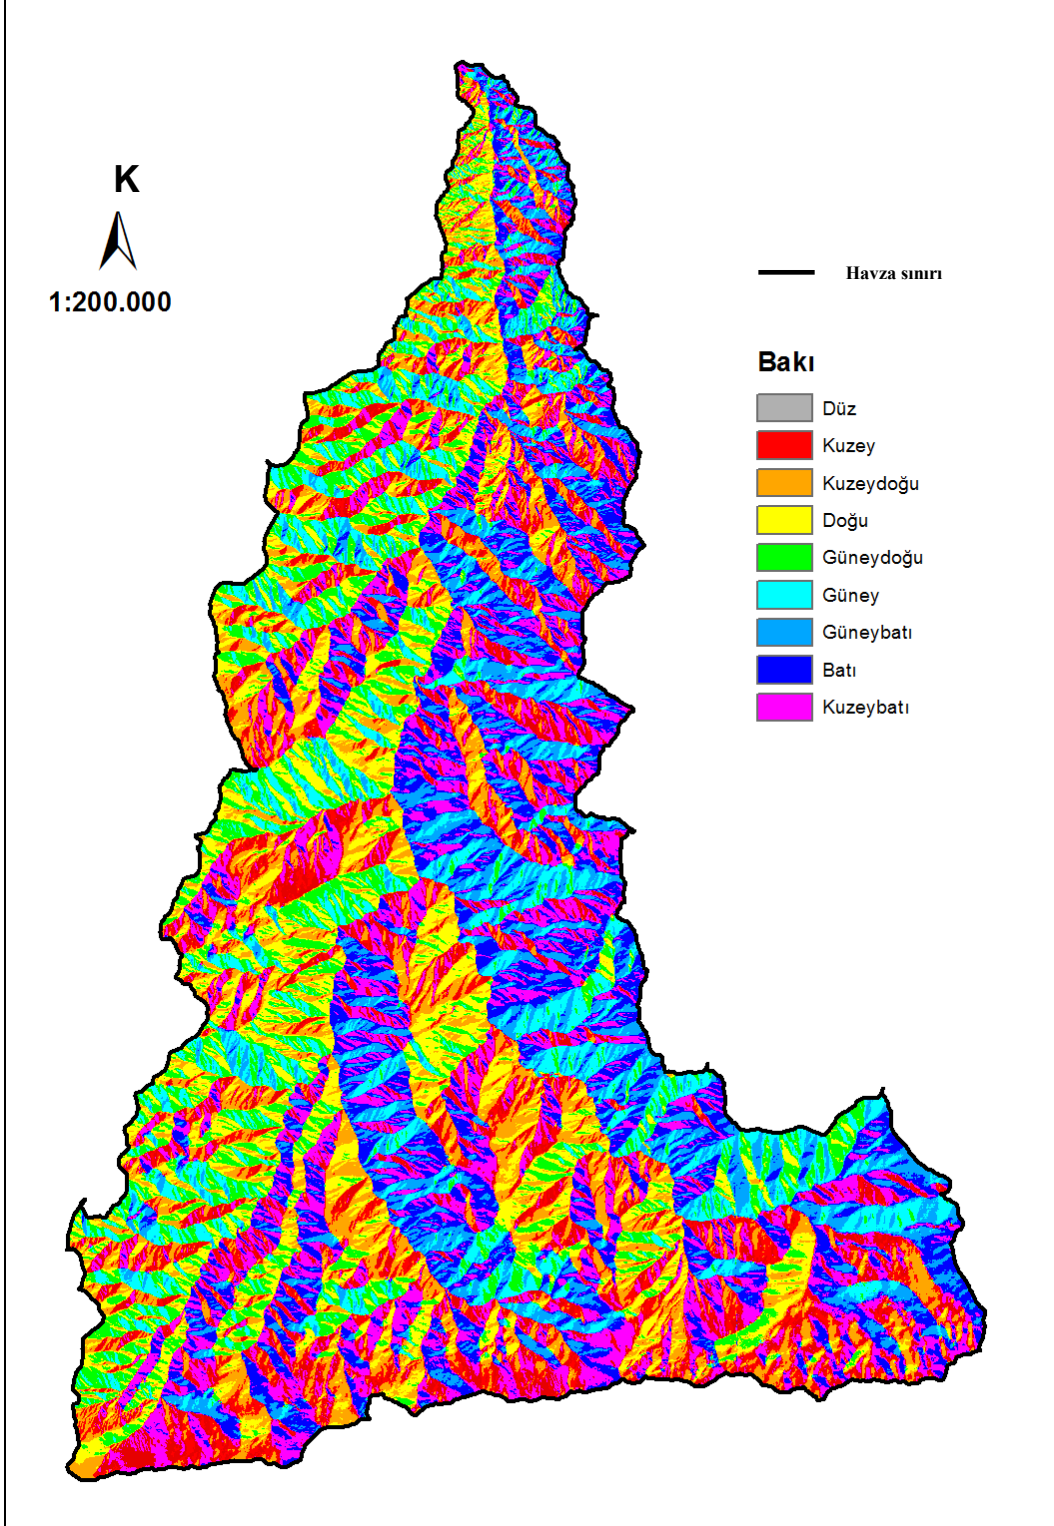 K
1:200.000
Havza sınırı
Bakı
Düz
Kuzey
Kuzeydoğu
Doğu
Güneydoğu
Güney
Güneybatı
Batı
Kuzeybatı